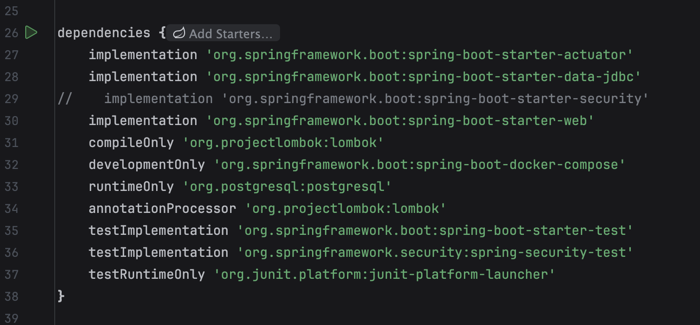 25
26 dependencies { Add Starters...
27 implementation 'org.springframework.boot:spring-boot-starter-actuator'
28 implementation 'org.springframework.boot:spring-boot-starter-data-jdbc'
29 //    implementation 'org.springframework.boot:spring-boot-starter-security'
30 implementation 'org.springframework.boot:spring-boot-starter-web'
31 compileOnly 'org.projectlombok:lombok'
32 developmentOnly 'org.springframework.boot:spring-boot-docker-compose'
33 runtimeOnly 'org.postgresql:postgresql'
34 annotationProcessor 'org.projectlombok:lombok'
35 testImplementation 'org.springframework.boot:spring-boot-starter-test'
36 testImplementation 'org.springframework.security:spring-security-test'
37 testRuntimeOnly 'org.junit.platform:junit-platform-launcher'
38 }
39